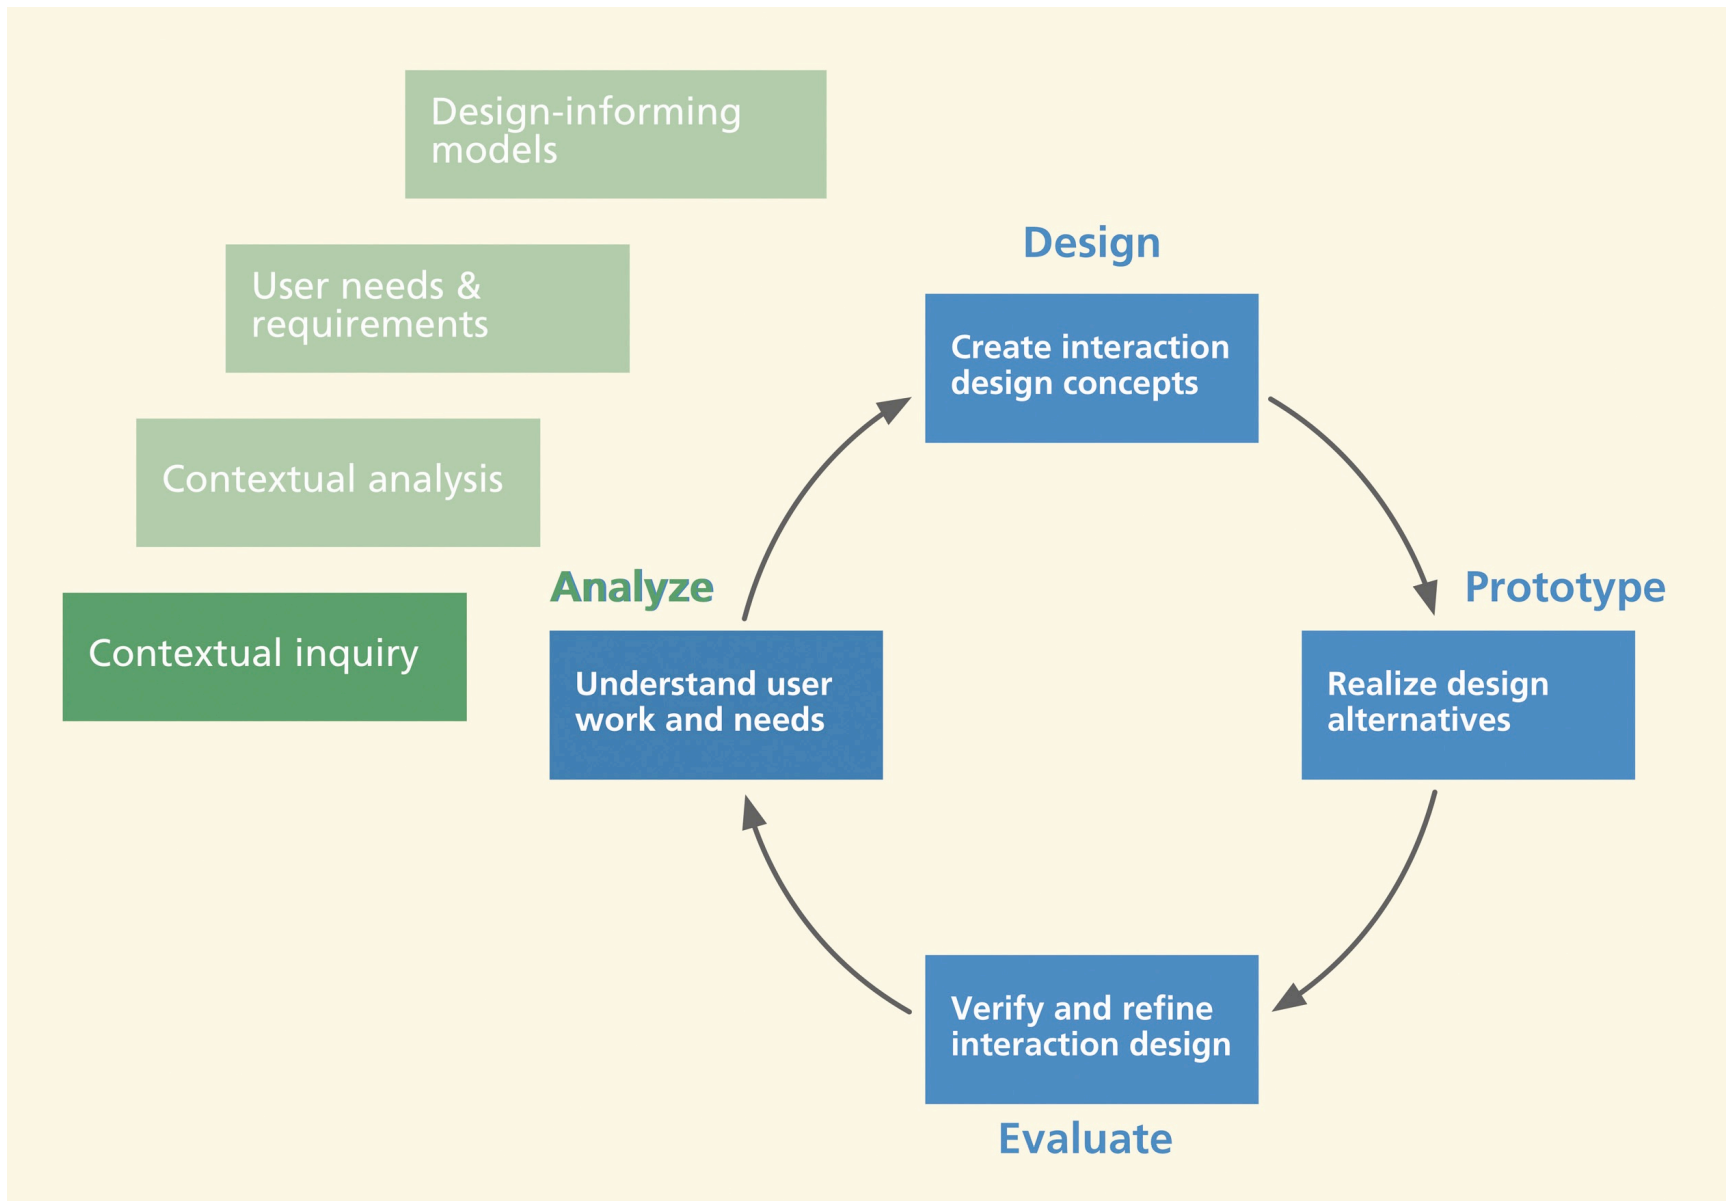 Design-informing
models
User needs &
requirements
Contextual analysis
Contextual inquiry
Design
Create interaction
design concepts
Analyze
Understand user
work and needs
Prototype
Realize design
alternatives
Verify and refine
interaction design
Evaluate